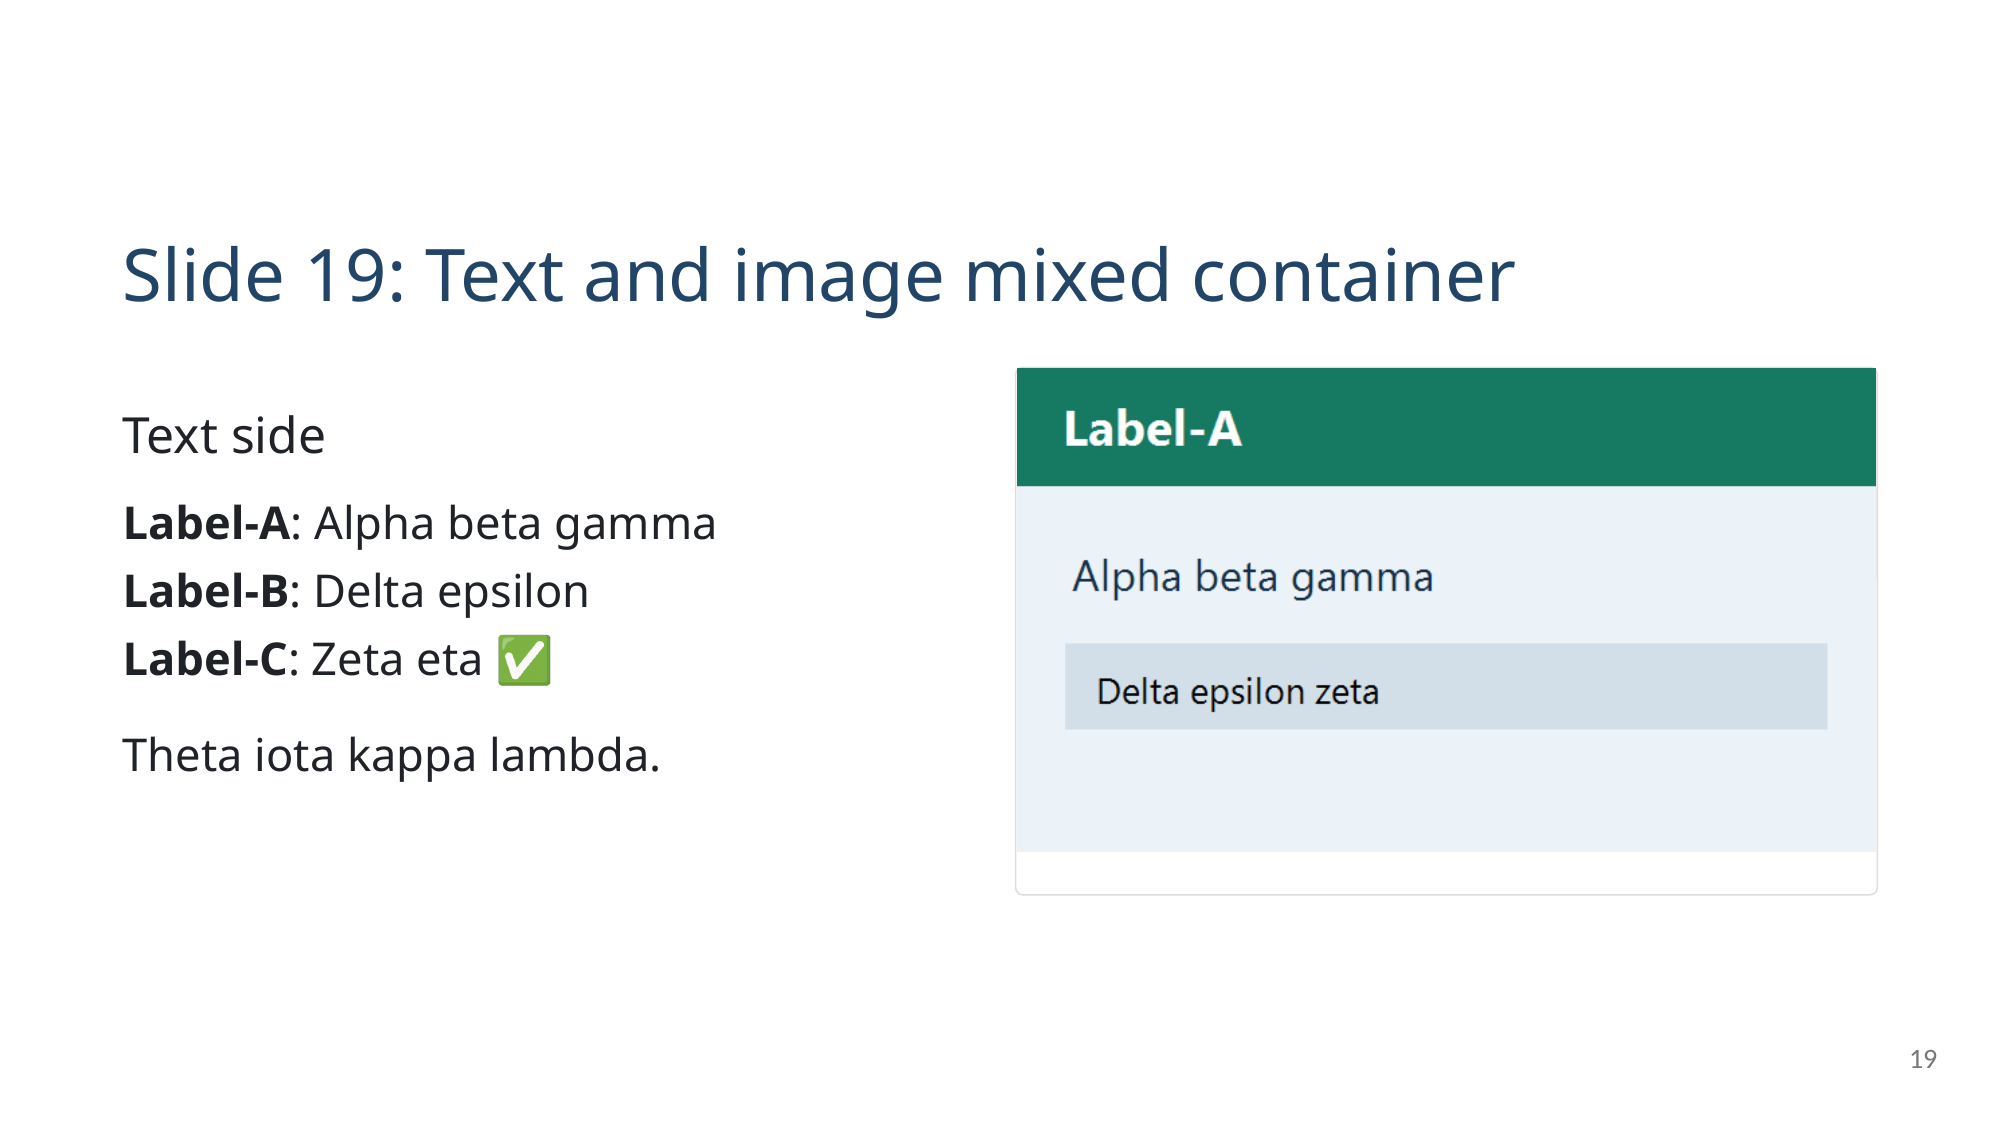 Slide 19: Text and image mixed container
Text side
Label-A: Alpha beta gamma
Label-B: Delta epsilon
Label-C: Zeta eta ✅
Theta iota kappa lambda.
Label-A
Alpha beta gamma
Delta epsilon zeta
19